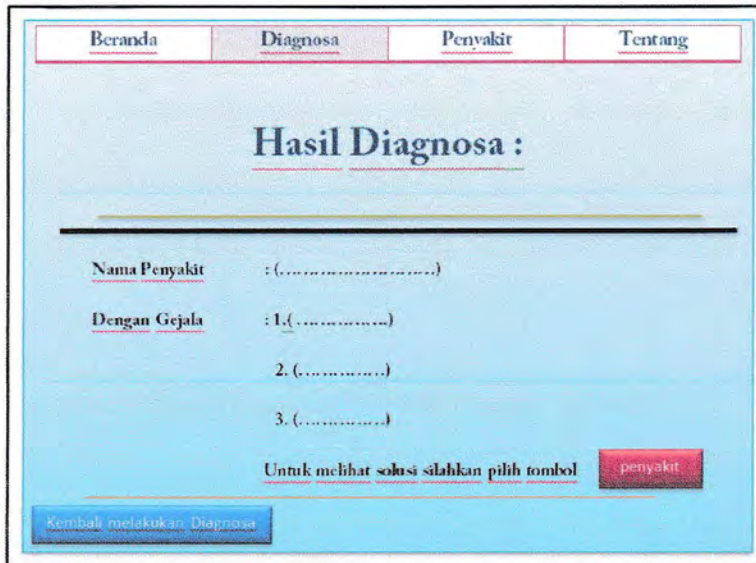 Beranda Diagnosa Penyakit Tentang
Hasil Diagnosa :
Nama Penyakit : (...........................)
Dengan Gejala : 1.(................)
2. (...............)
3. (...............)
Untuk melihat solusi silahkan pilih tombol penyakit
Kembali melakukan Diagnosa